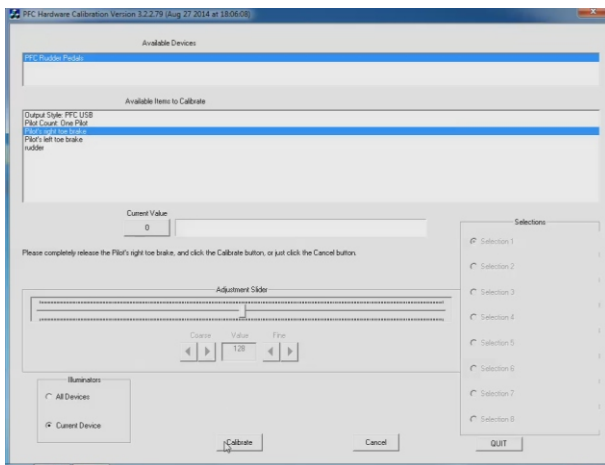 PFC Hardware Calibration Version 3.2.2.79 (Aug 27 2014 at 18:06:08)
Available Devices
PFC Rudder Pedals
Available Items to Calibrate
Output Style: PFC USB
Pilot Count: One Pilot
Pilot's right toe brake
Pilot's left toe brake
rudder
Current Value
0
Please completely release the Pilot's right toe brake, and click the Calibrate button, or just click the Cancel button.
Adjustment Slider
Coarse Value Fine
128
Selections
Selection 1
Selection 2
Selection 3
Selection 4
Selection 5
Selection 6
Selection 7
Selection 8
Illuminators
All Devices
Current Device
Calibrate
Cancel
QUIT